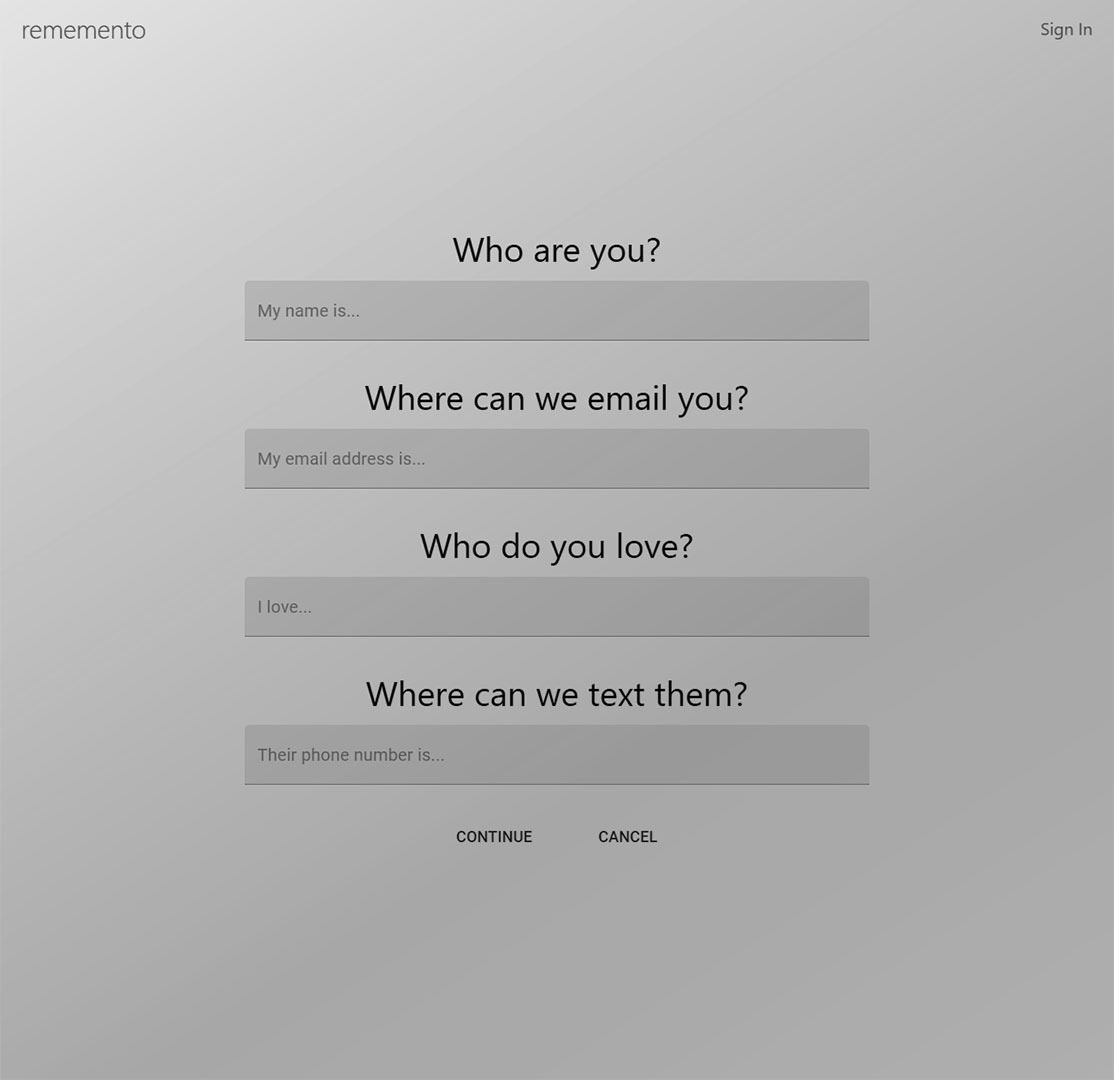 rememento
Sign In
Who are you?
My name is...
Where can we email you?
My email address is...
Who do you love?
I love...
Where can we text them?
Their phone number is...
CONTINUE
CANCEL